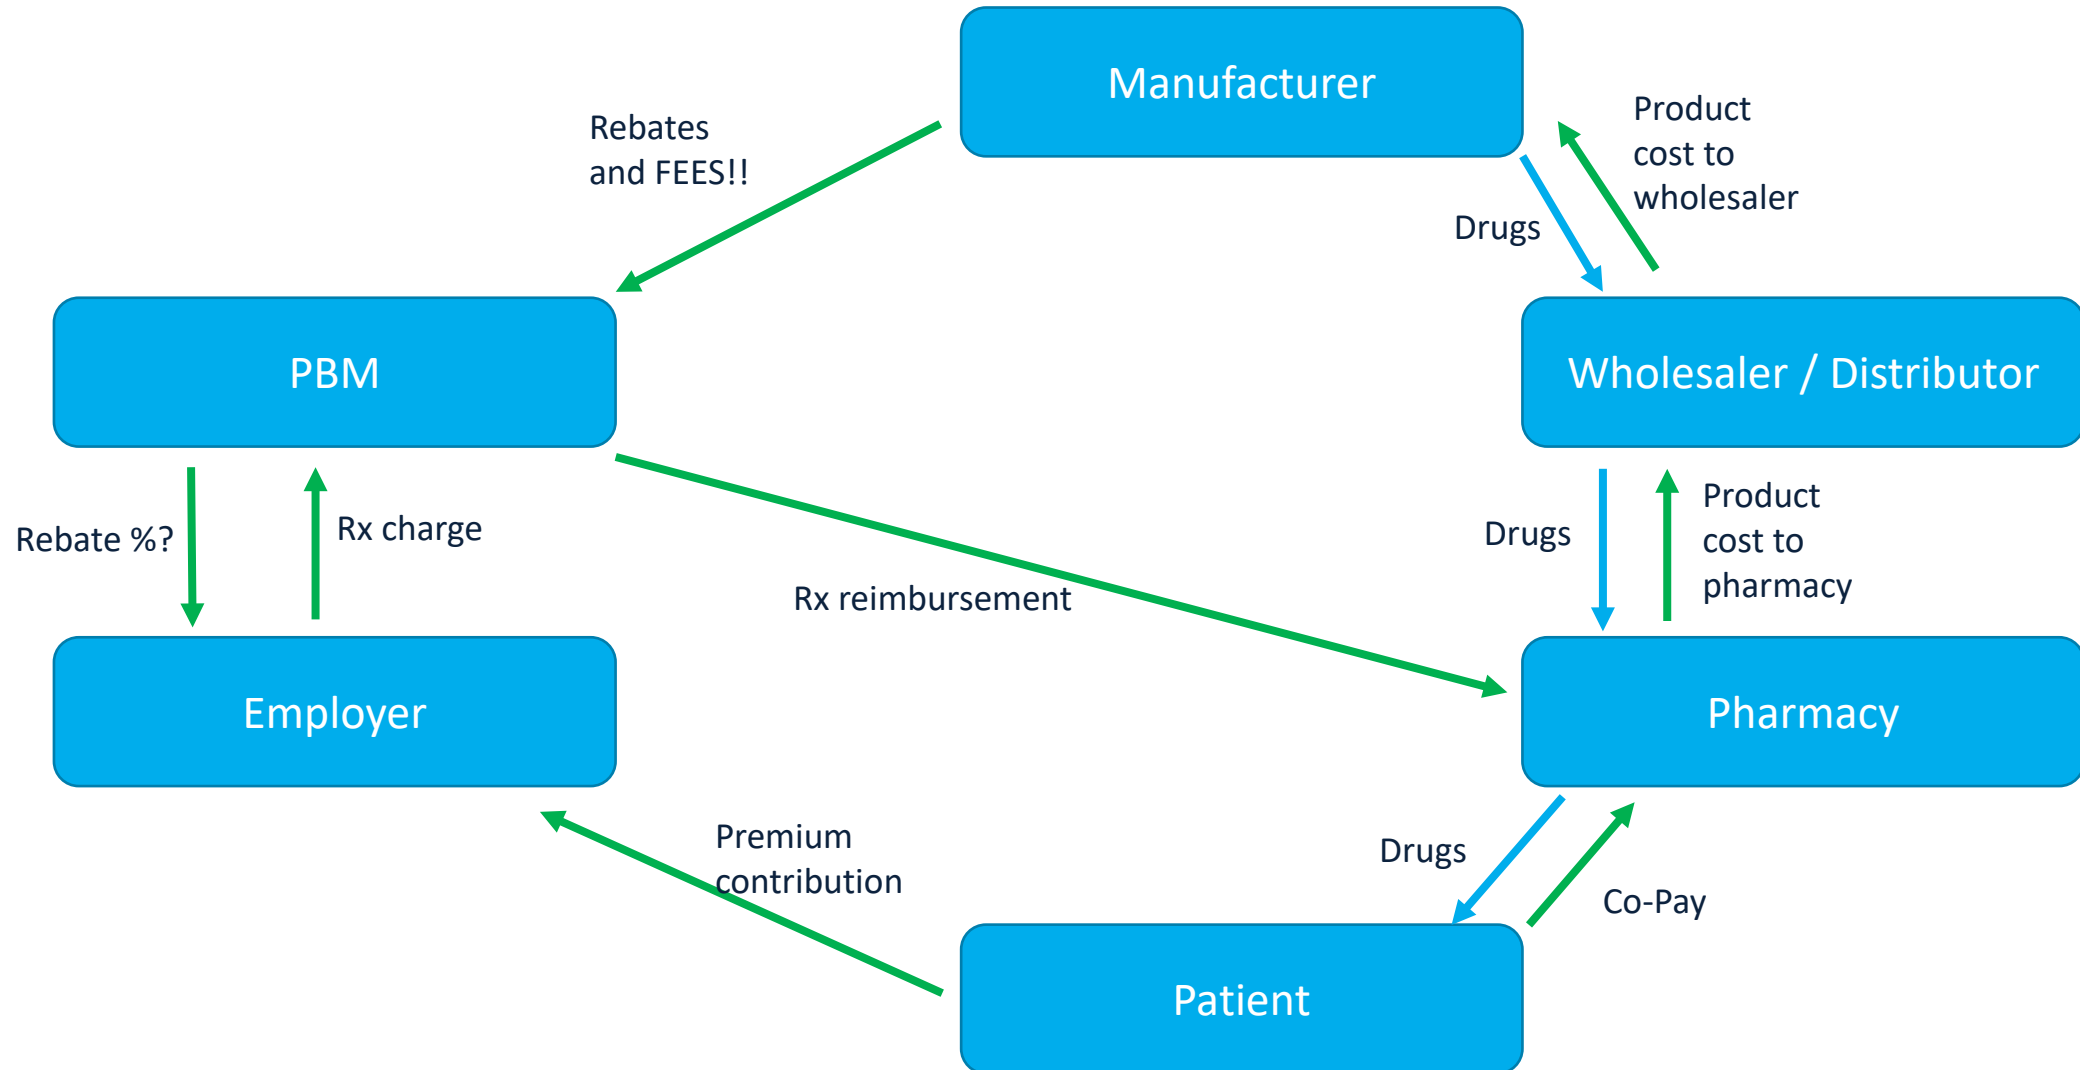 Manufacturer
Rebates
and FEES!!
Product
cost to
wholesaler
Drugs
PBM
Wholesaler / Distributor
Rebate %?
Rx charge
Rx reimbursement
Drugs
Product
cost to
pharmacy
Employer
Pharmacy
Premium
contribution
Drugs
Co-Pay
Patient